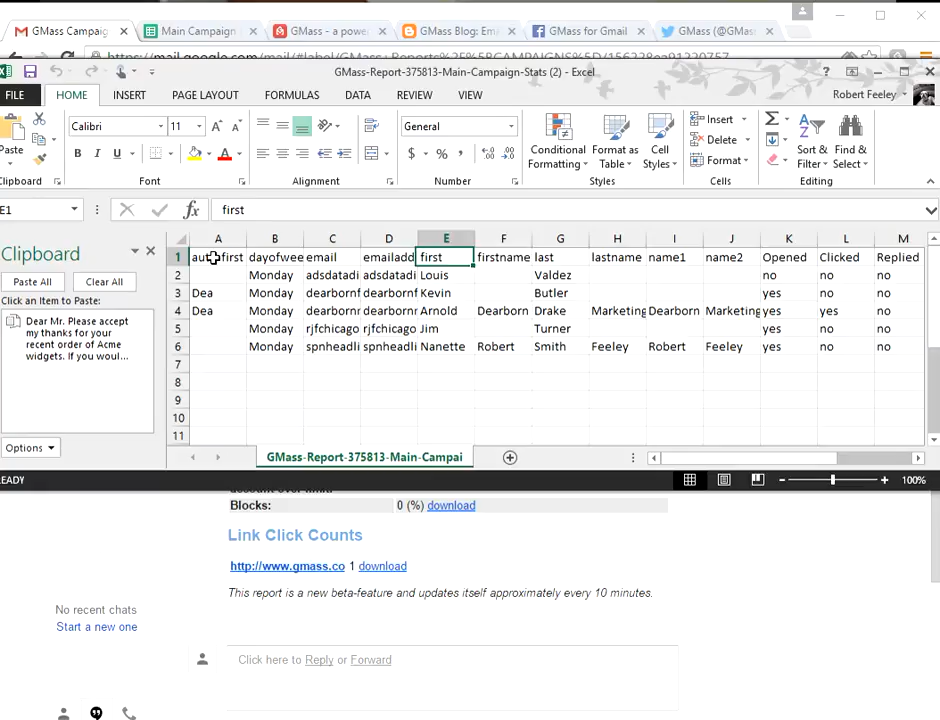 GMass Campaig
Main Campaign
GMass - a powe
GMass Blog: Ema
GMass for Gmail
GMass (@GMas
GMass-Report-375813-Main-Campaign-Stats (2) - Excel
FILE HOME INSERT PAGE LAYOUT FORMULAS DATA REVIEW VIEW Robert Feeley
Paste
Calibri 11
General
Conditional Formatting
Format as Table
Cell Styles
Insert
Delete
Format
Sort & Filter
Find & Select
B I U
$ % ,
Clipboard Font Alignment Number Styles Cells Editing
E1 fx first
Clipboard
Paste All Clear All
Click an Item to Paste:
Dear Mr. Please accept
my thanks for your
recent order of Acme
widgets. If you woul...
Options
A B C D E F G H I J K L M
1 first dayofwee email emailadd first firstname last lastname name1 name2 Opened Clicked Replied
2 Monday adsdatadi adsdatadi Louis Valdez no no no
3 Dea Monday dearbornf dearbornf Kevin Butler yes no no
4 Dea Monday dearbornf dearbornf Arnold Dearborn Drake Marketing Dearborn Marketing yes yes no
5 Monday rjfchicago rjfchicago Jim Turner yes no no
6 Monday spnheadli spnheadli Nanette Robert Smith Feeley Robert Feeley yes no no
7
8
9
10
11
GMass-Report-375813-Main-Campai
EADY 100%
account over limit.
Blocks: 0 (%) download
Link Click Counts
http://www.gmass.co 1 download
This report is a new beta-feature and updates itself approximately every 10 minutes.
No recent chats
Start a new one
Click here to Reply or Forward